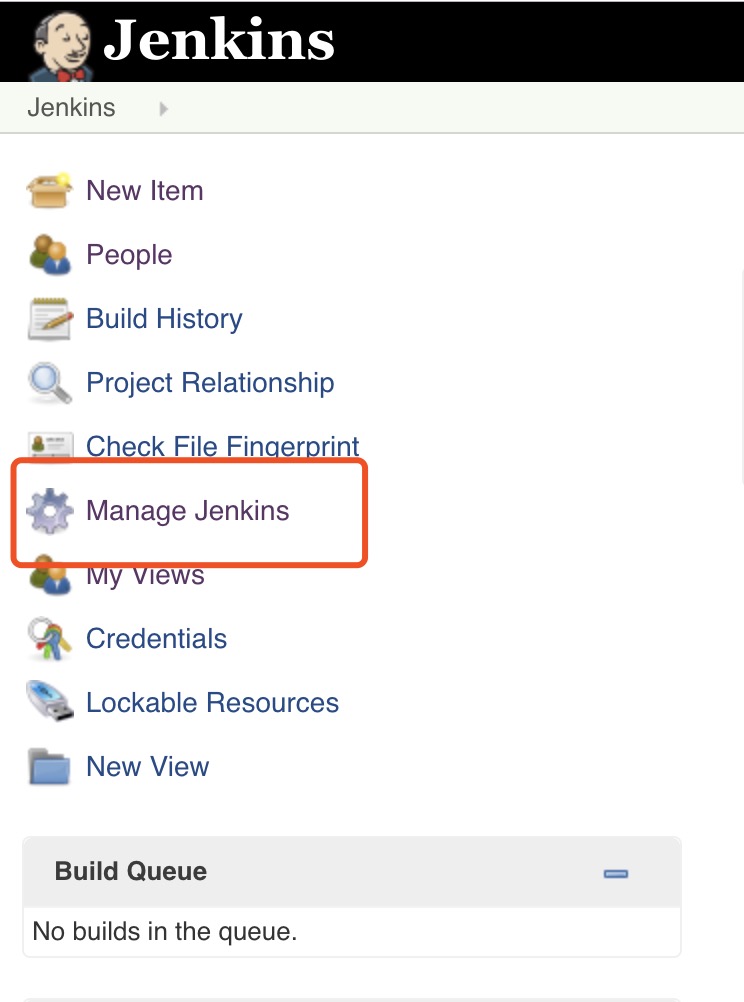 Jenkins
Jenkins
New Item
People
Build History
Project Relationship
Check File Fingerprint
Manage Jenkins
My Views
Credentials
Lockable Resources
New View
Build Queue
No builds in the queue.